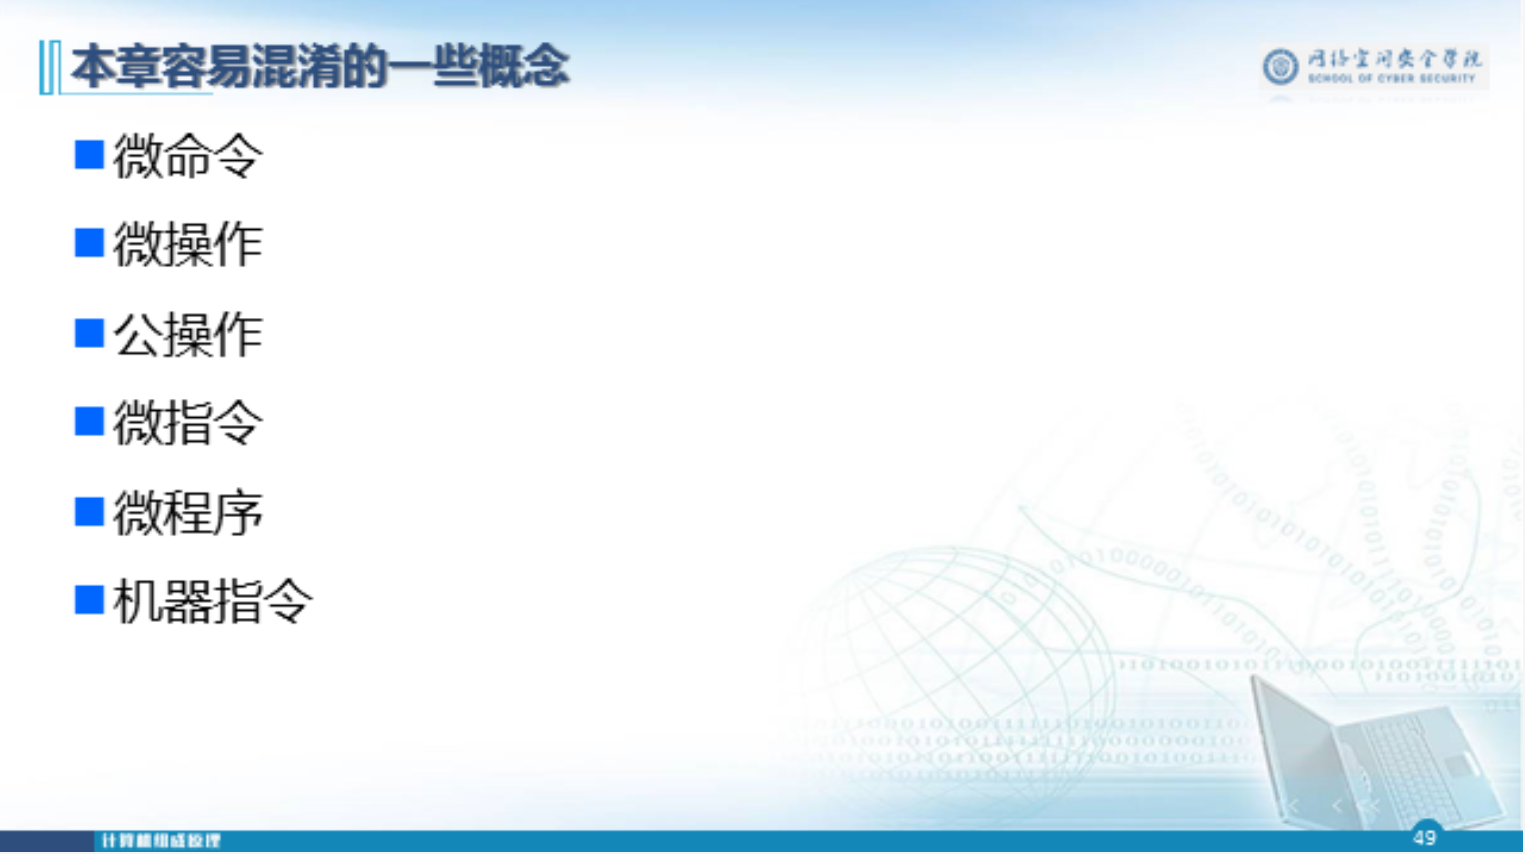 本章容易混淆的一些概念
网络空间安全学院
SCHOOL OF CYBER SECURITY
微命令
微操作
公操作
微指令
微程序
机器指令
计算机组成原理
49